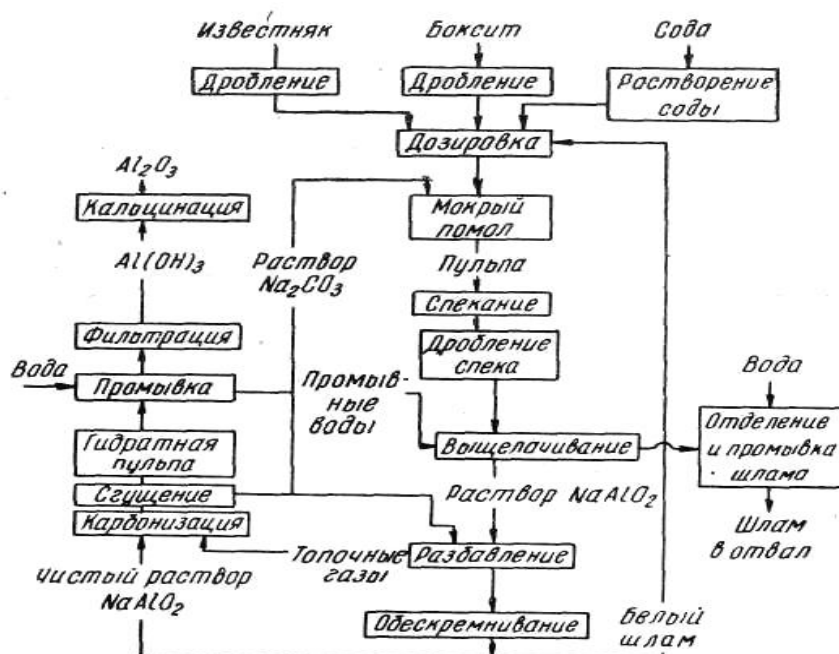 Известняк
Боксит
Сода
Дробление
Дробление
Растворение
соды
Дозировка
Al2O3
Кальцинация
Мокрый
помол
Al(OH)3
Раствор
Na2CO3
Пульпа
Спекание
Фильтрация
Дробление
спека
Вода
Промывка
Промыв-
ные
воды
Вода
Гидратная
пульпа
Выщелачивание
Отделение
и промывка
шлама
Сгущение
Раствор NaAlO2
Карбонизация
Топочные
газы
Разбавление
Шлам
в отвал
Чистый раствор
NaAlO2
Обескремнивание
Белый
шлам